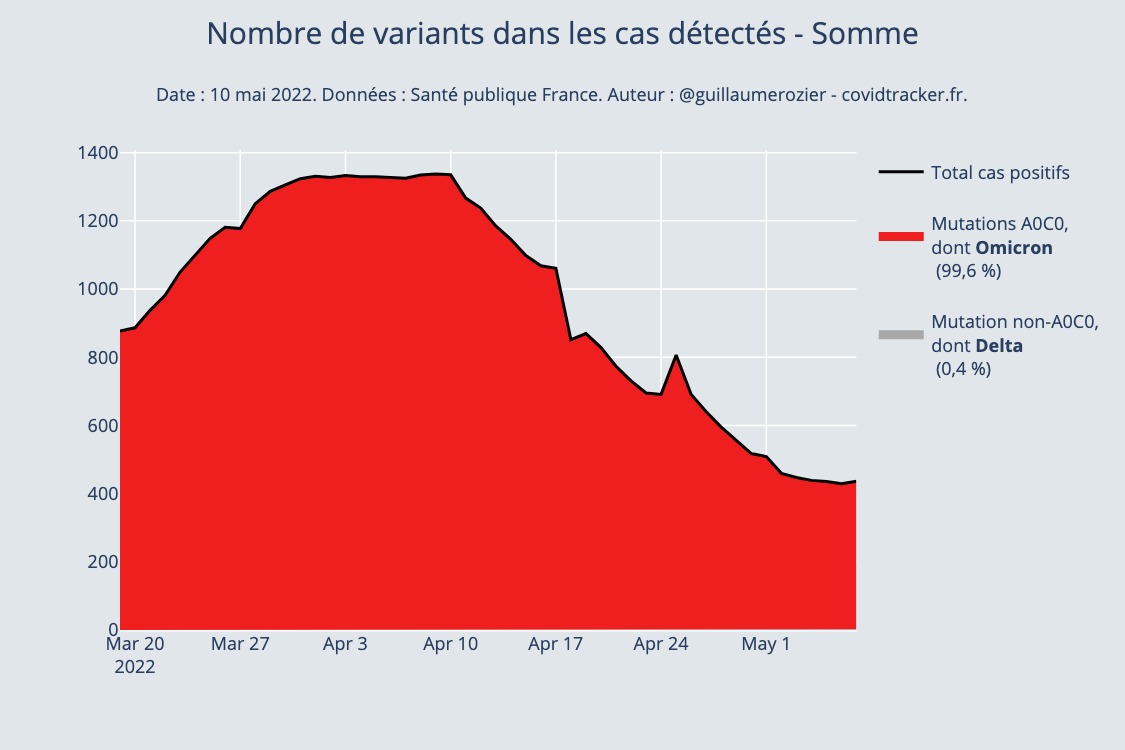 Nombre de variants dans les cas détectés - Somme
Date : 10 mai 2022. Données : Santé publique France. Auteur : @guillaumerozier - covidtracker.fr.
1400
1200
1000
800
600
400
200
0
Mar 20
2022
Mar 27
Apr 3
Apr 10
Apr 17
Apr 24
May 1
Total cas positifs
Mutations A0C0,
dont Omicron
(99,6 %)
Mutation non-A0C0,
dont Delta
(0,4 %)